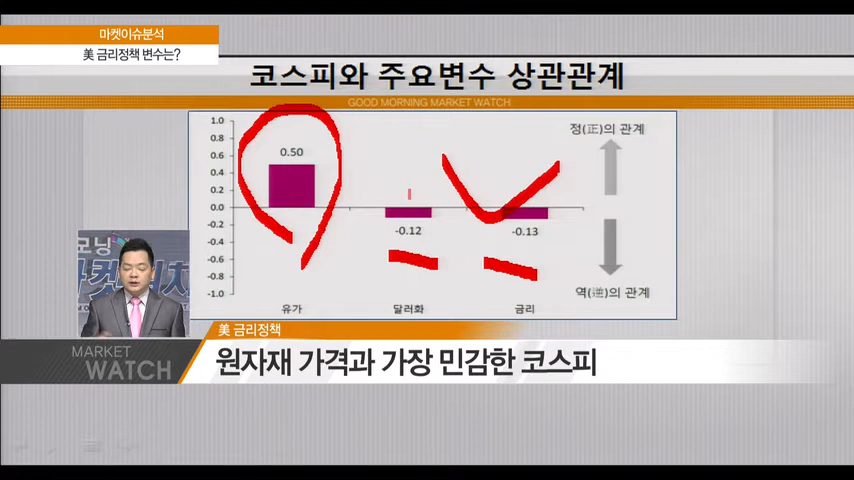 마켓이슈분석
美 금리정책 변수는?
코스피와 주요변수 상관관계
GOOD MORNING MARKET WATCH
1.0
0.8
0.6
0.4
0.2
0.0
-0.2
-0.4
-0.6
-0.8
-1.0
0.50
-0.12
-0.13
유가
달러화
금리
정(正)의 관계
역(逆)의 관계
모닝
美 금리정책
MARKET
WATCH
원자재 가격과 가장 민감한 코스피